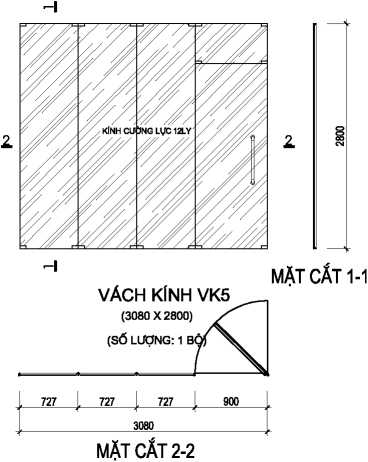 1
KÍNH CƯỜNG LỰC 12LY
2
2
2800
1
MẶT CẮT 1-1
VÁCH KÍNH VK5
(3080 X 2800)
(SỐ LƯỢNG: 1 BỘ)
727 727 727 900
3080
MẶT CẮT 2-2